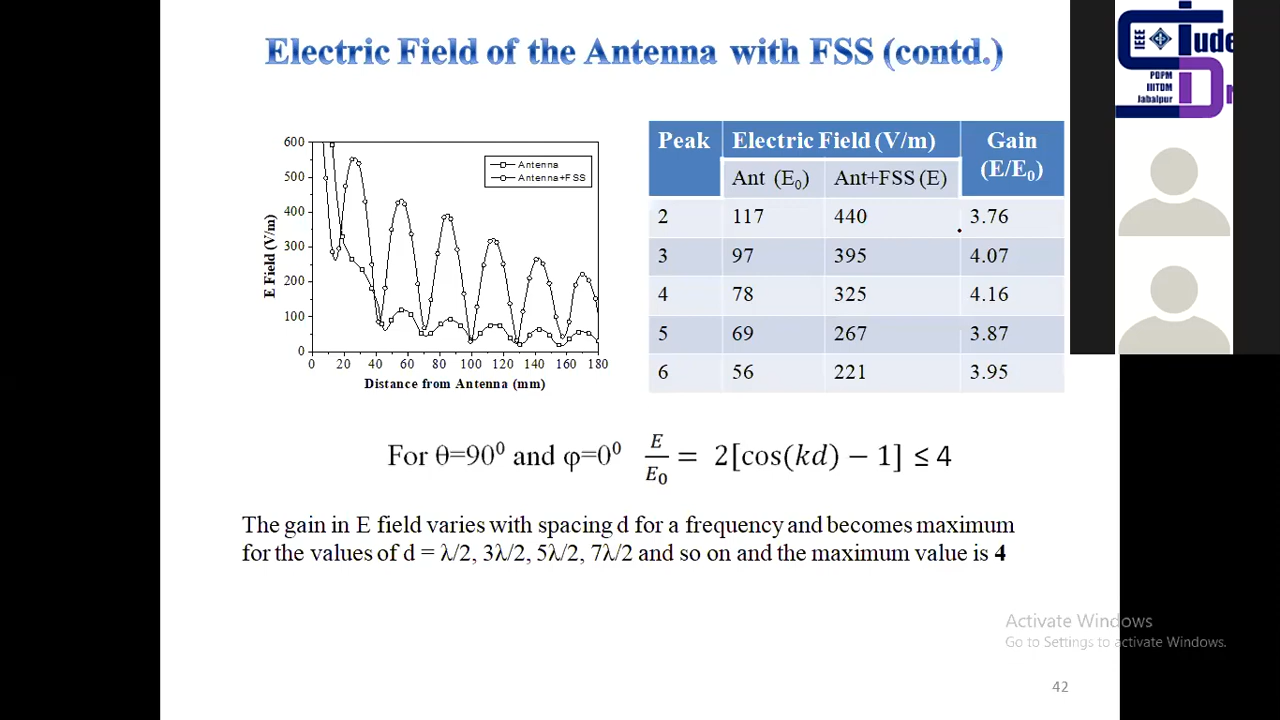 Electric Field of the Antenna with FSS (contd.)
IEEE
tude
PDPM
IIITDM
Jabalpur
600
500
400
300
200
100
0
E Field (V/m)
Antenna
Antenna+FSS
0 20 40 60 80 100 120 140 160 180
Distance from Antenna (mm)
Peak Electric Field (V/m) Gain (E/E₀)
Ant (E₀) Ant+FSS (E)
2 117 440 3.76
3 97 395 4.07
4 78 325 4.16
5 69 267 3.87
6 56 221 3.95
For θ=90⁰ and φ=0⁰ E/E₀ = 2[cos(kd) − 1] ≤ 4
The gain in E field varies with spacing d for a frequency and becomes maximum
for the values of d = λ/2, 3λ/2, 5λ/2, 7λ/2 and so on and the maximum value is 4
Activate Windows
Go to Settings to activate Windows.
42